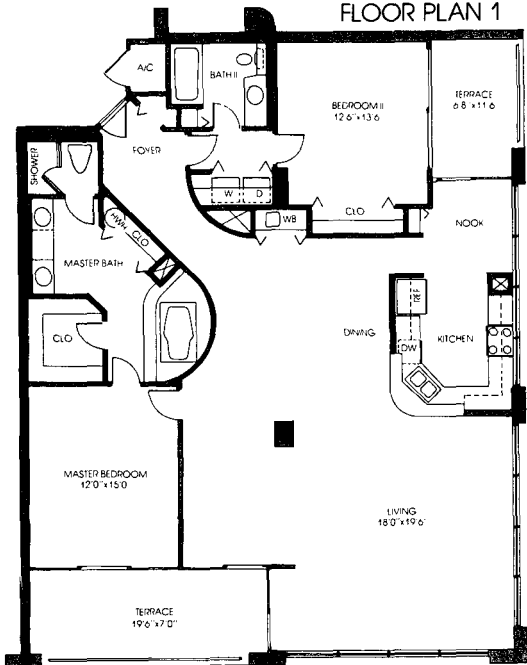 FLOOR PLAN 1
A/C
BATH II
BEDROOM II
12'6"x13'6
TERRACE
6'8"x11'6
FOYER
SHOWER
W
D
WB
CLO
NOOK
HWH
CLO
MASTER BATH
CLO
REF
DINING
KITCHEN
DW
MASTER BEDROOM
12'0"x15'0
LIVING
18'0"x19'6"
TERRACE
19'6"x7'0"